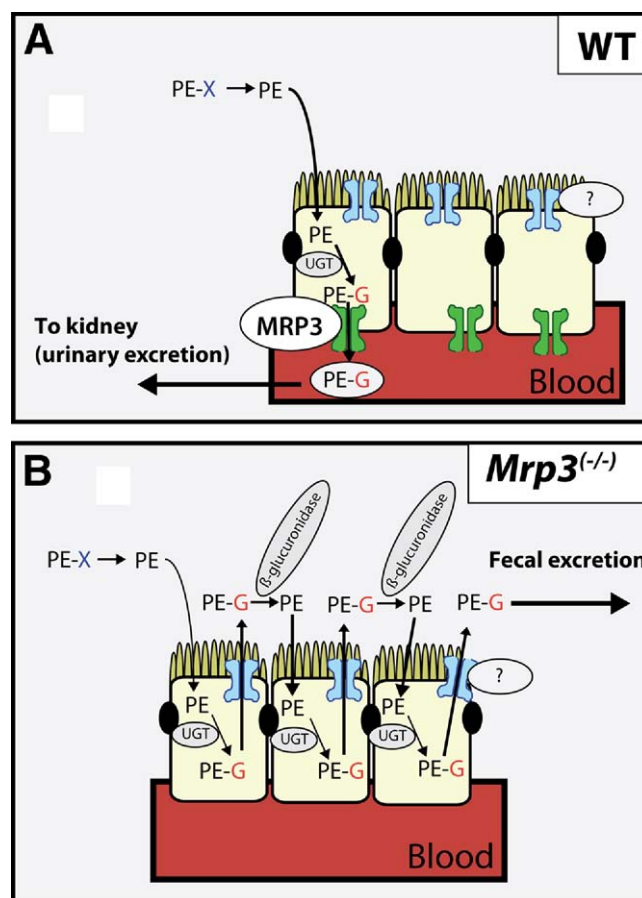 A
WT
PE-X → PE
?
PE
UGT
PE-G
MRP3
To kidney
(urinary excretion)
PE-G
Blood
B
Mrp3(-/-)
ß-glucuronidase
ß-glucuronidase
Fecal excretion
PE-X → PE
PE-G → PE
PE-G → PE
PE-G
?
PE
PE
PE
UGT
UGT
UGT
PE-G
PE-G
PE-G
Blood